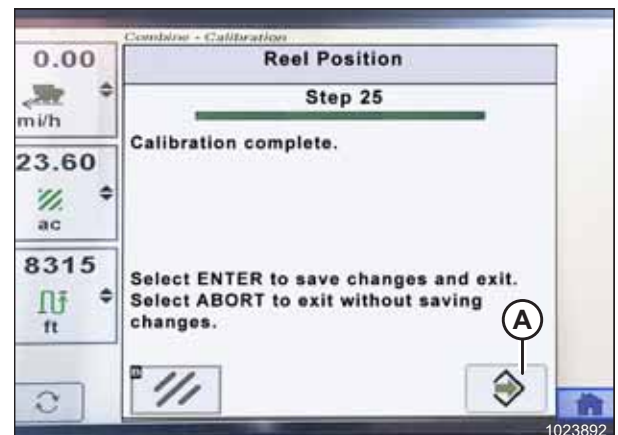 Combine - Calibration
0.00
mi/h
23.60
ac
8315
ft
Reel Position
Step 25
Calibration complete.
Select ENTER to save changes and exit.
Select ABORT to exit without saving
changes.
A
1023892